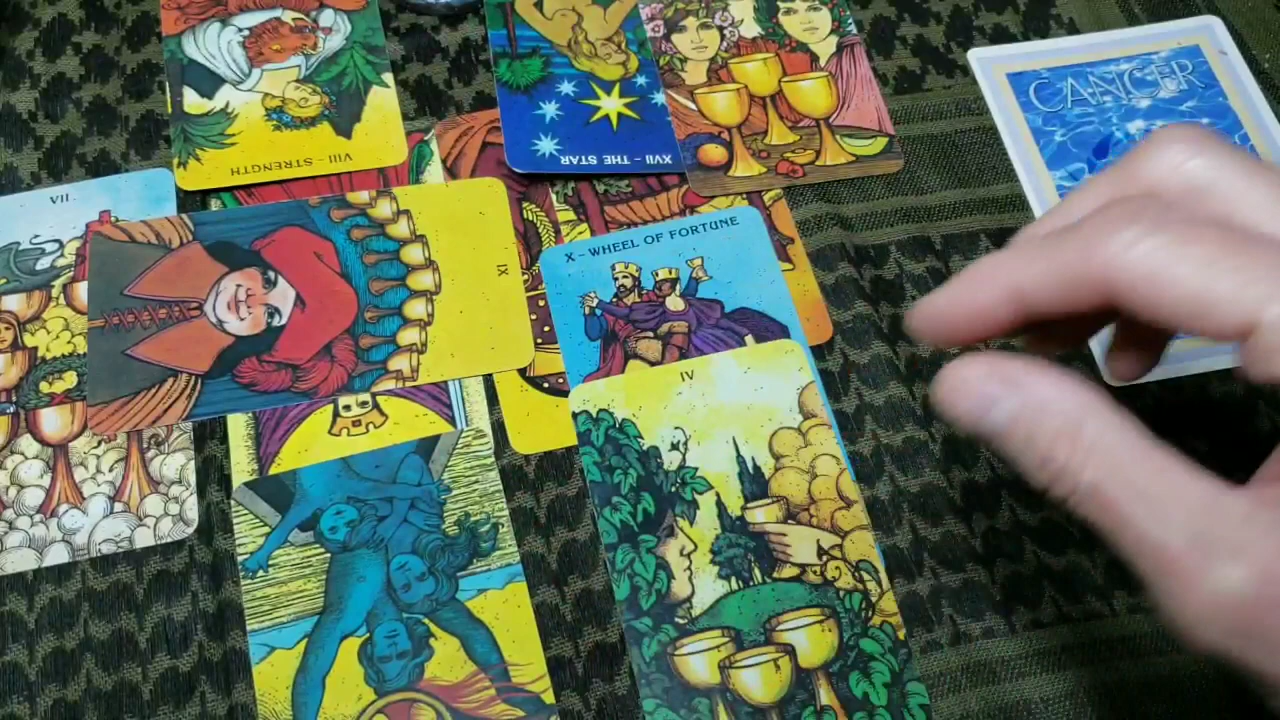 CANCER
VIII - STRENGTH
XVII - THE STAR
VII
IX
X - WHEEL OF FORTUNE
IV